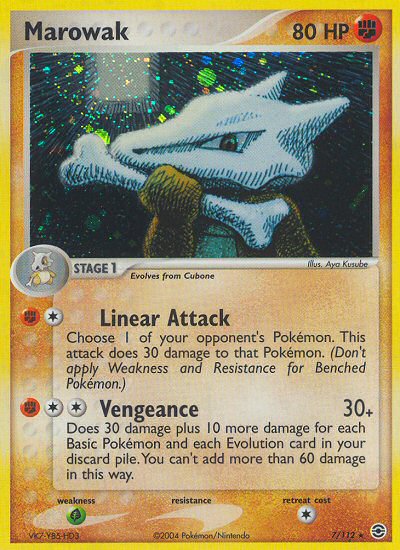 Marowak 80 HP
Illus. Aya Kusube
STAGE 1
Evolves from Cubone
Linear Attack
Choose 1 of your opponent's Pokémon. This
attack does 30 damage to that Pokémon. (Don't
apply Weakness and Resistance for Benched
Pokémon.)
Vengeance 30+
Does 30 damage plus 10 more damage for each
Basic Pokémon and each Evolution card in your
discard pile. You can't add more than 60 damage
in this way.
weakness resistance retreat cost
VK7-YB5-HD3 ©2004 Pokémon/Nintendo 7/112 ★